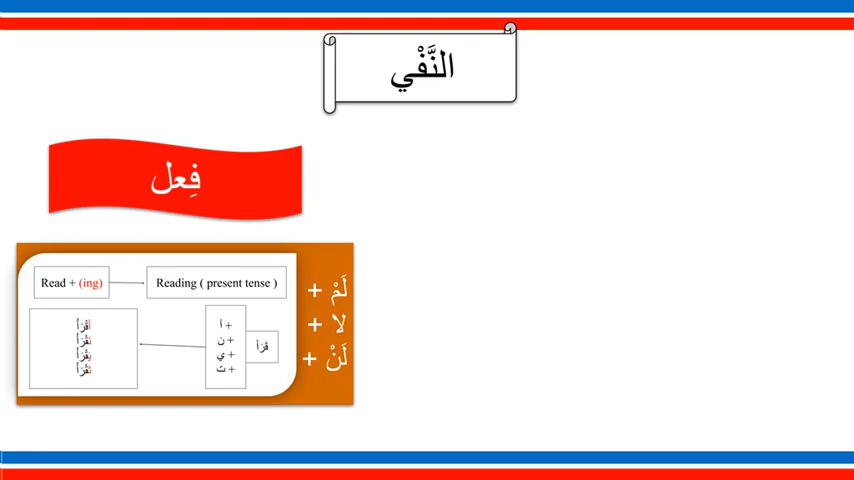 النَّفْي
فِعل
Read + (ing)
Reading ( present tense )
لَمْ +
لا +
لَنْ +
قَرَأَ
+ أ
+ ن
+ ي
+ تَ